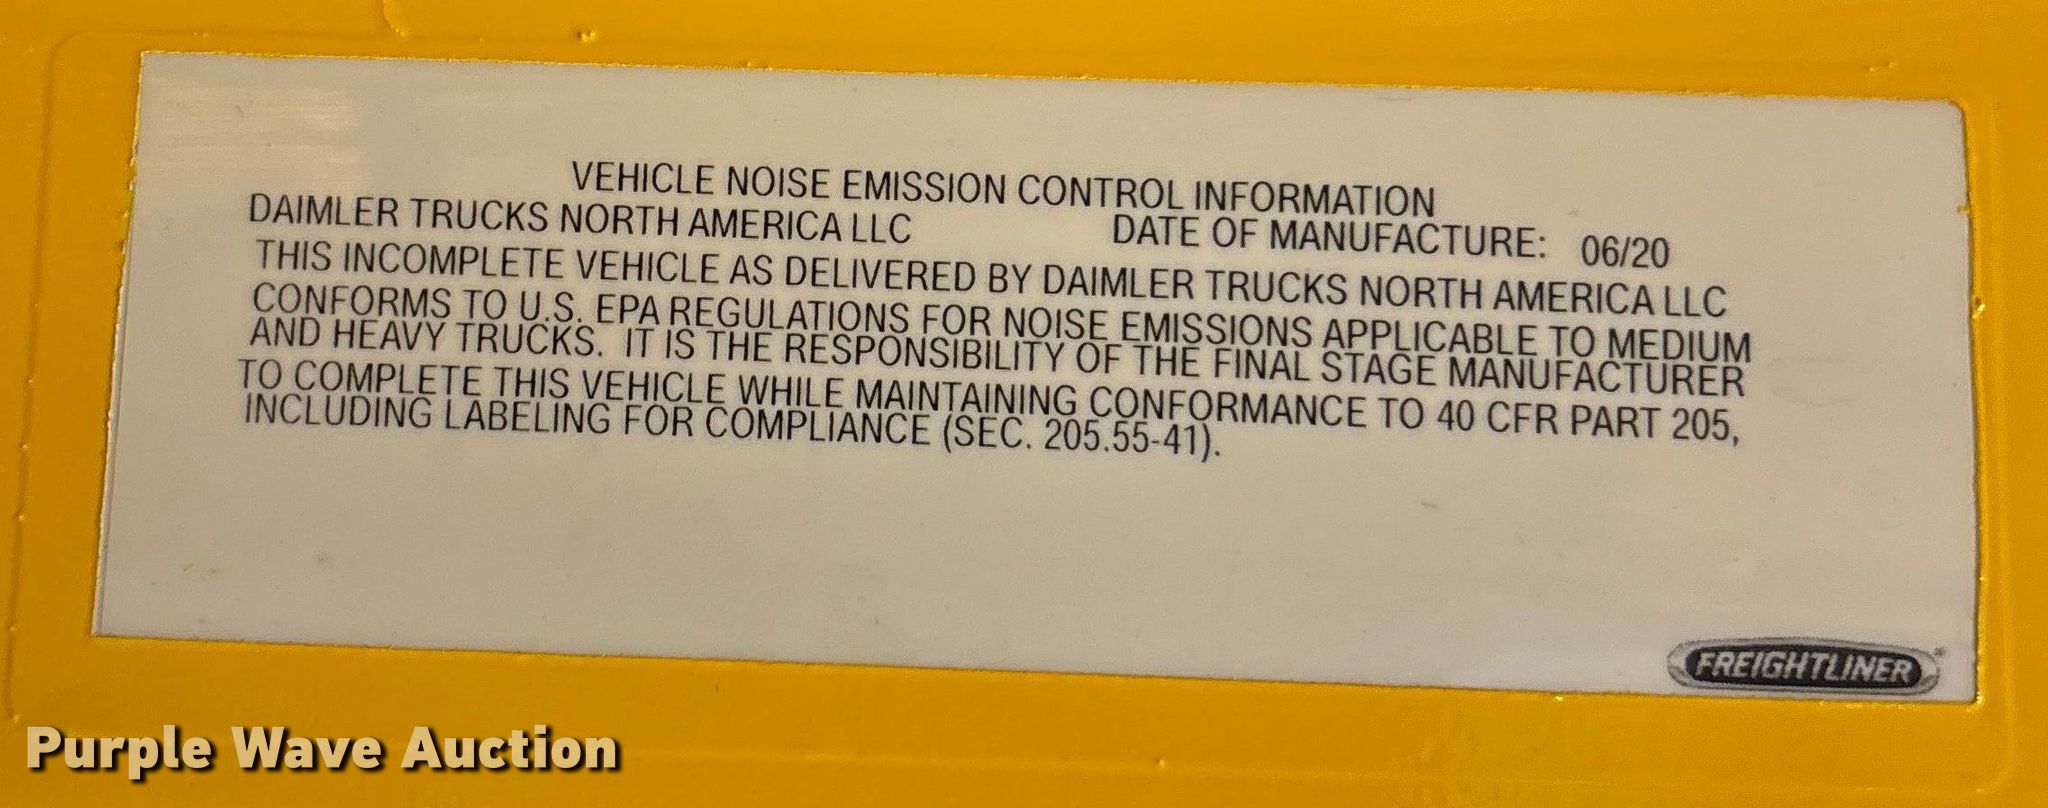 VEHICLE NOISE EMISSION CONTROL INFORMATION
DAIMLER TRUCKS NORTH AMERICA LLC DATE OF MANUFACTURE: 06/20
THIS INCOMPLETE VEHICLE AS DELIVERED BY DAIMLER TRUCKS NORTH AMERICA LLC
CONFORMS TO U.S. EPA REGULATIONS FOR NOISE EMISSIONS APPLICABLE TO MEDIUM
AND HEAVY TRUCKS. IT IS THE RESPONSIBILITY OF THE FINAL STAGE MANUFACTURER
TO COMPLETE THIS VEHICLE WHILE MAINTAINING CONFORMANCE TO 40 CFR PART 205,
INCLUDING LABELING FOR COMPLIANCE (SEC. 205.55-41).
FREIGHTLINER
Purple Wave Auction